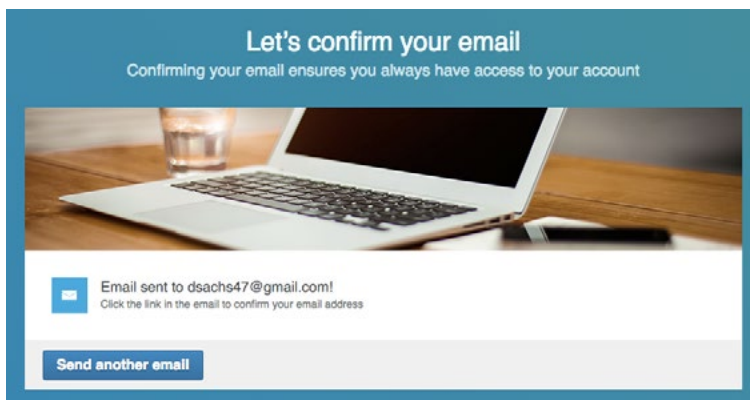 Let's confirm your email
Confirming your email ensures you always have access to your account
Email sent to dsachs47@gmail.com!
Click the link in the email to confirm your email address
Send another email